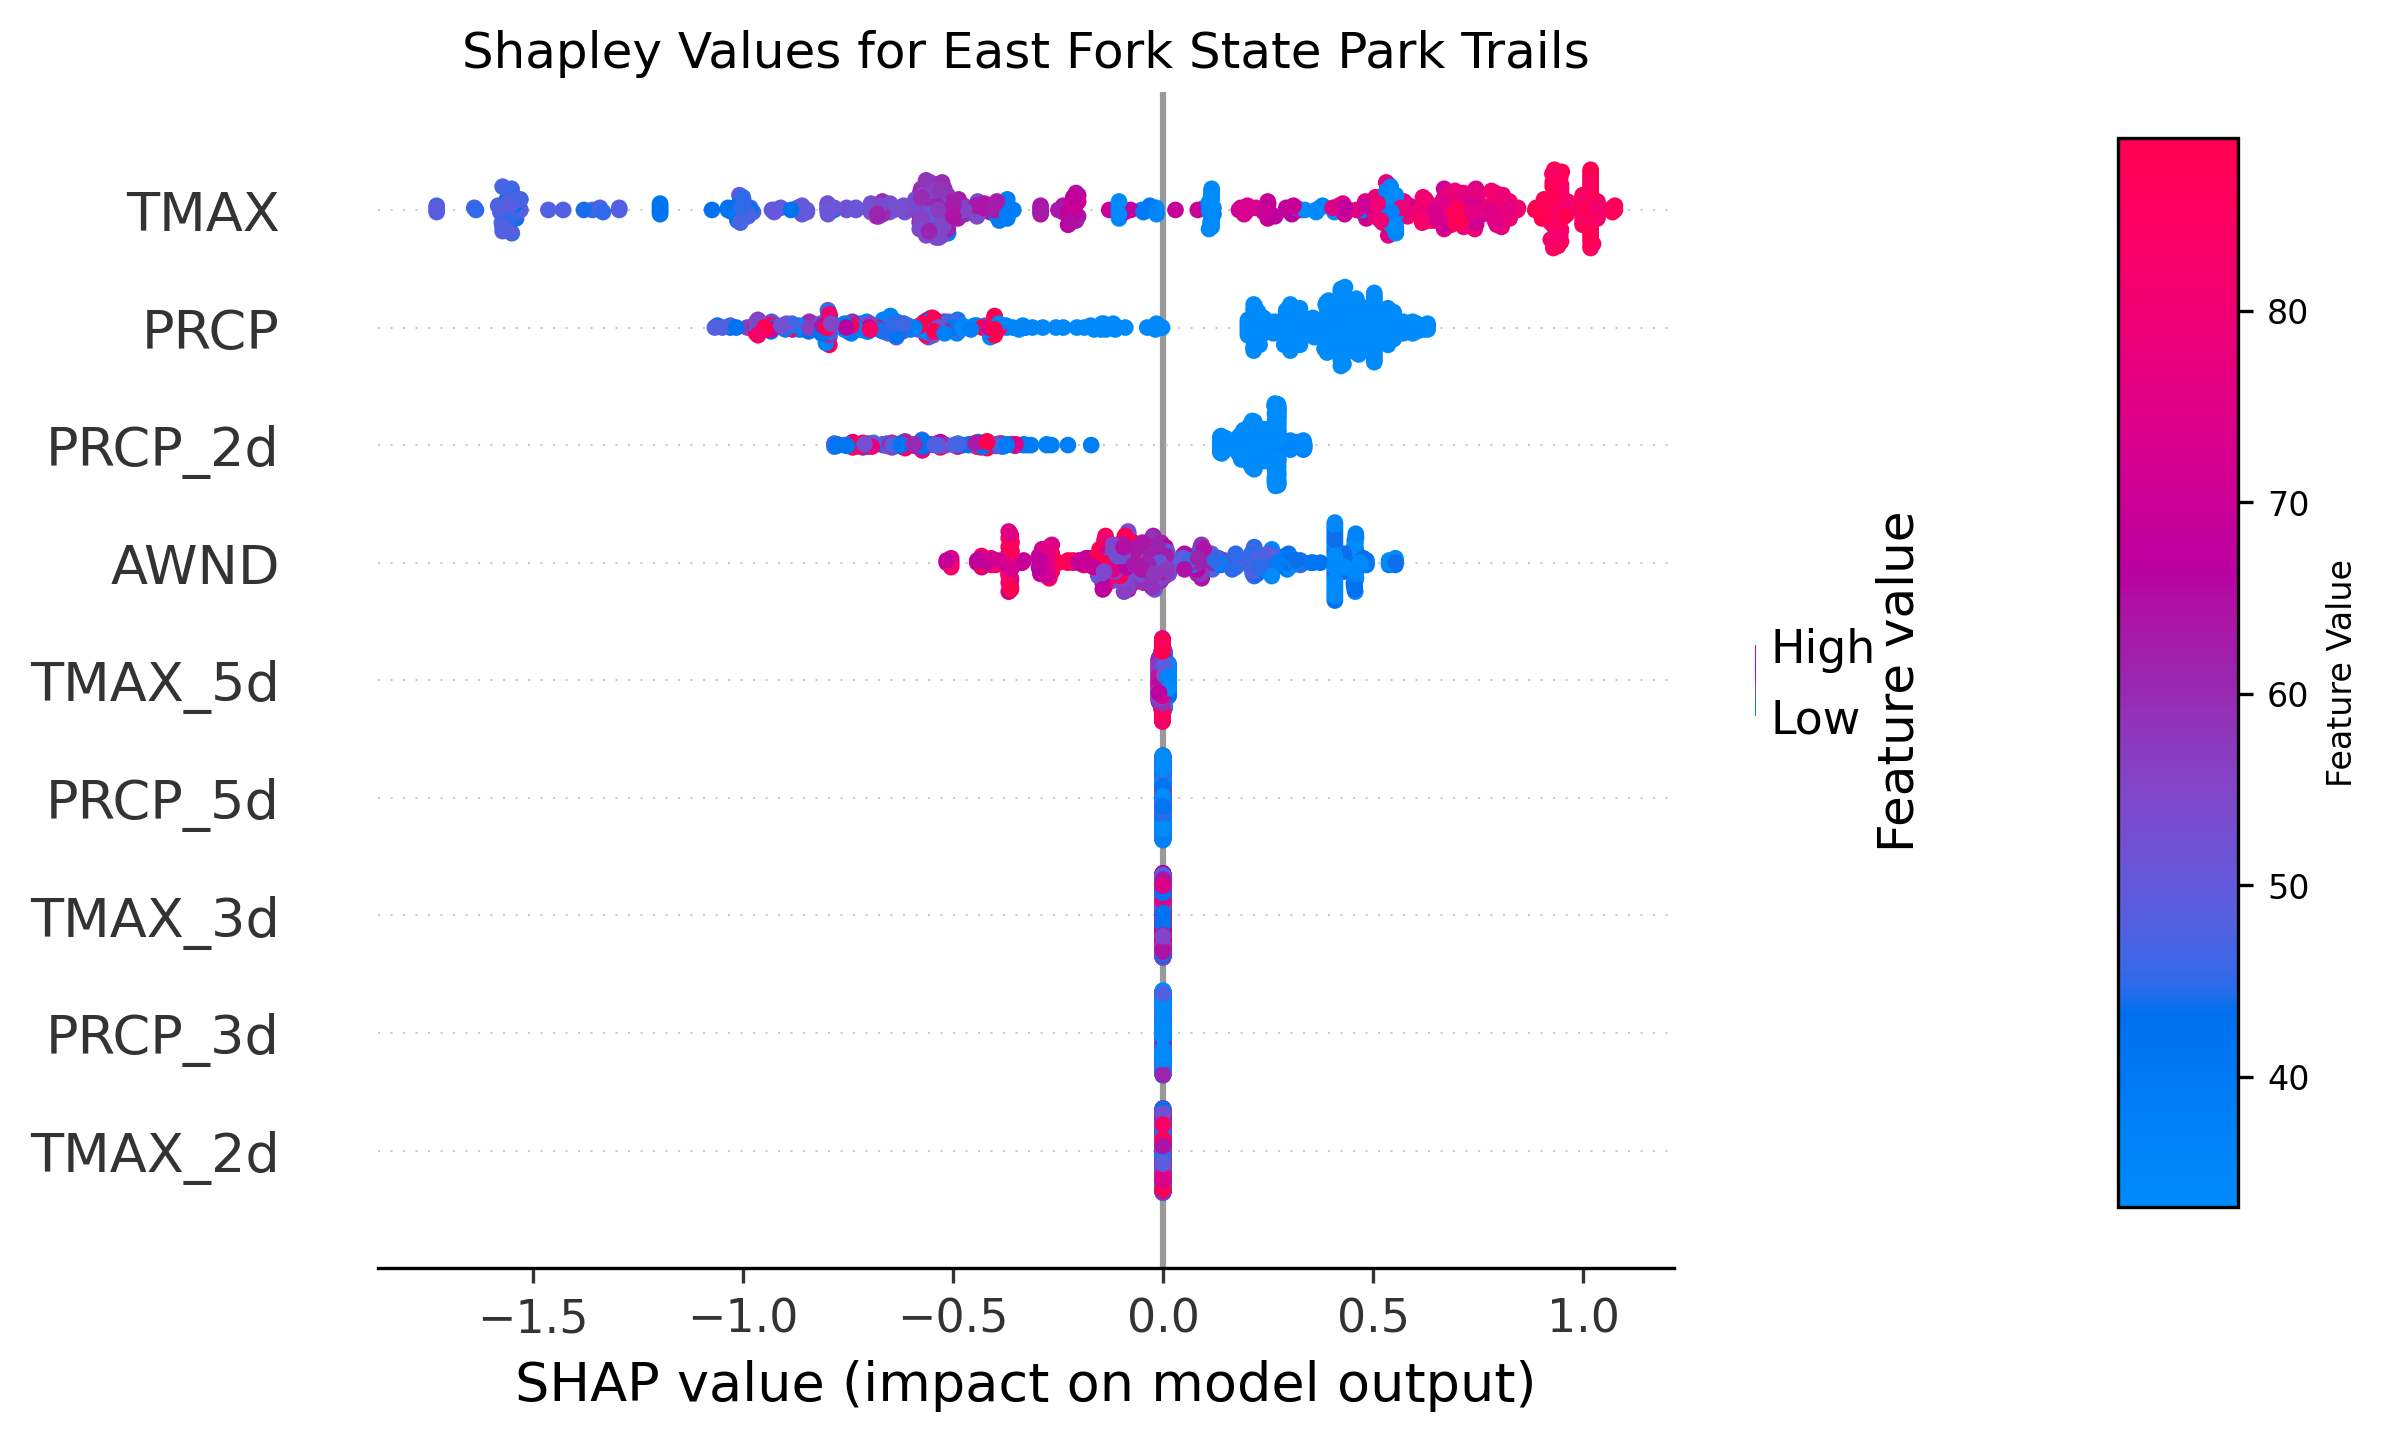 Shapley Values for East Fork State Park Trails
TMAX
PRCP
PRCP_2d
AWND
TMAX_5d
PRCP_5d
TMAX_3d
PRCP_3d
TMAX_2d
−1.5 −1.0 −0.5 0.0 0.5 1.0
SHAP value (impact on model output)
High
Low
Feature value
80
70
60
50
40
Feature Value